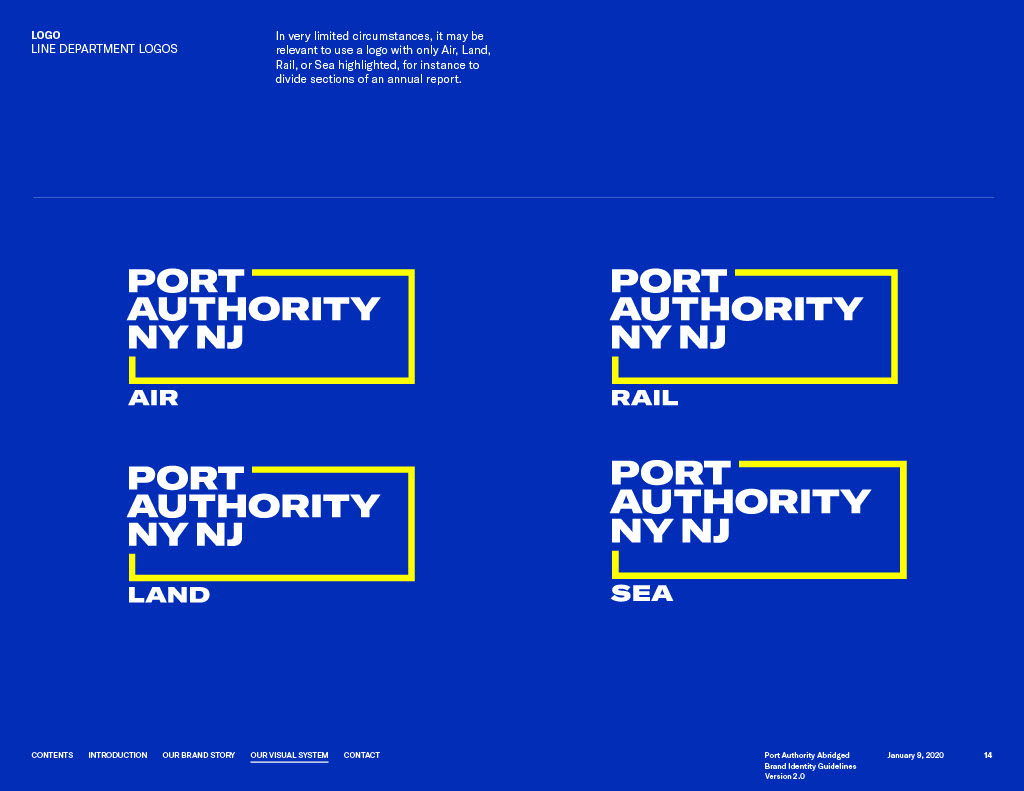 LOGO
LINE DEPARTMENT LOGOS
In very limited circumstances, it may be
relevant to use a logo with only Air, Land,
Rail, or Sea highlighted, for instance to
divide sections of an annual report.
PORT
AUTHORITY
NY NJ
AIR
PORT
AUTHORITY
NY NJ
RAIL
PORT
AUTHORITY
NY NJ
LAND
PORT
AUTHORITY
NY NJ
SEA
CONTENTS INTRODUCTION OUR BRAND STORY OUR VISUAL SYSTEM CONTACT
Port Authority Abridged
Brand Identity Guidelines
Version 2.0
January 9, 2020
14